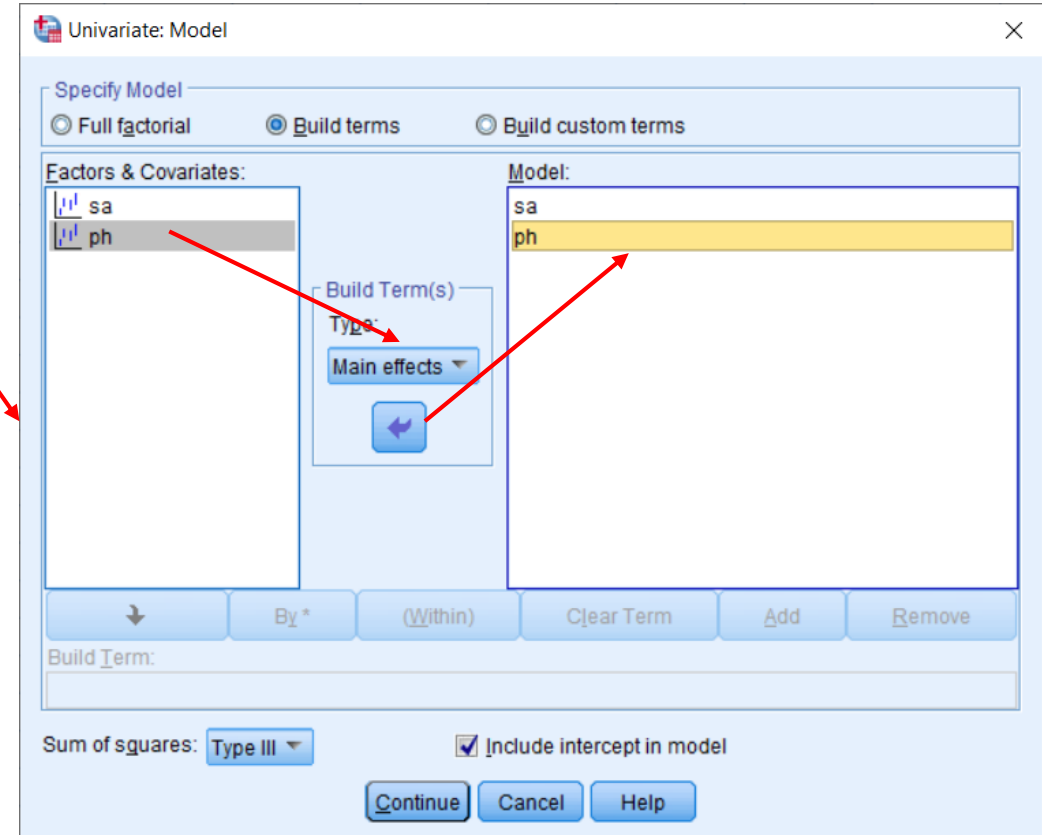 Univariate: Model
Specify Model
Full factorial Build terms Build custom terms
Factors & Covariates:
Model:
sa
ph
sa
ph
Build Term(s)
Type:
Main effects
By * (Within) Clear Term Add Remove
Build Term:
Sum of squares: Type III Include intercept in model
Continue Cancel Help